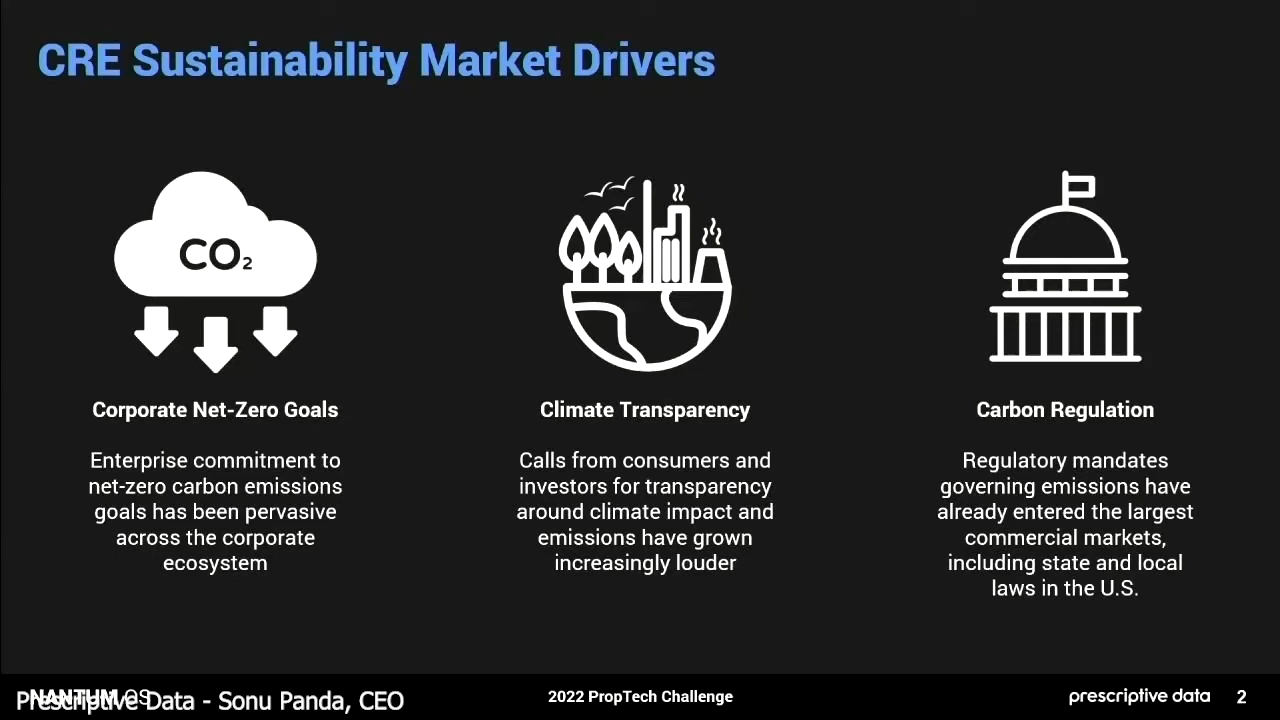 CRE Sustainability Market Drivers
CO₂
Corporate Net-Zero Goals
Enterprise commitment to
net-zero carbon emissions
goals has been pervasive
across the corporate
ecosystem
Climate Transparency
Calls from consumers and
investors for transparency
around climate impact and
emissions have grown
increasingly louder
Carbon Regulation
Regulatory mandates
governing emissions have
already entered the largest
commercial markets,
including state and local
laws in the U.S.
NANTUM OS
Prescriptive Data - Sonu Panda, CEO
2022 PropTech Challenge
prescriptive data
2